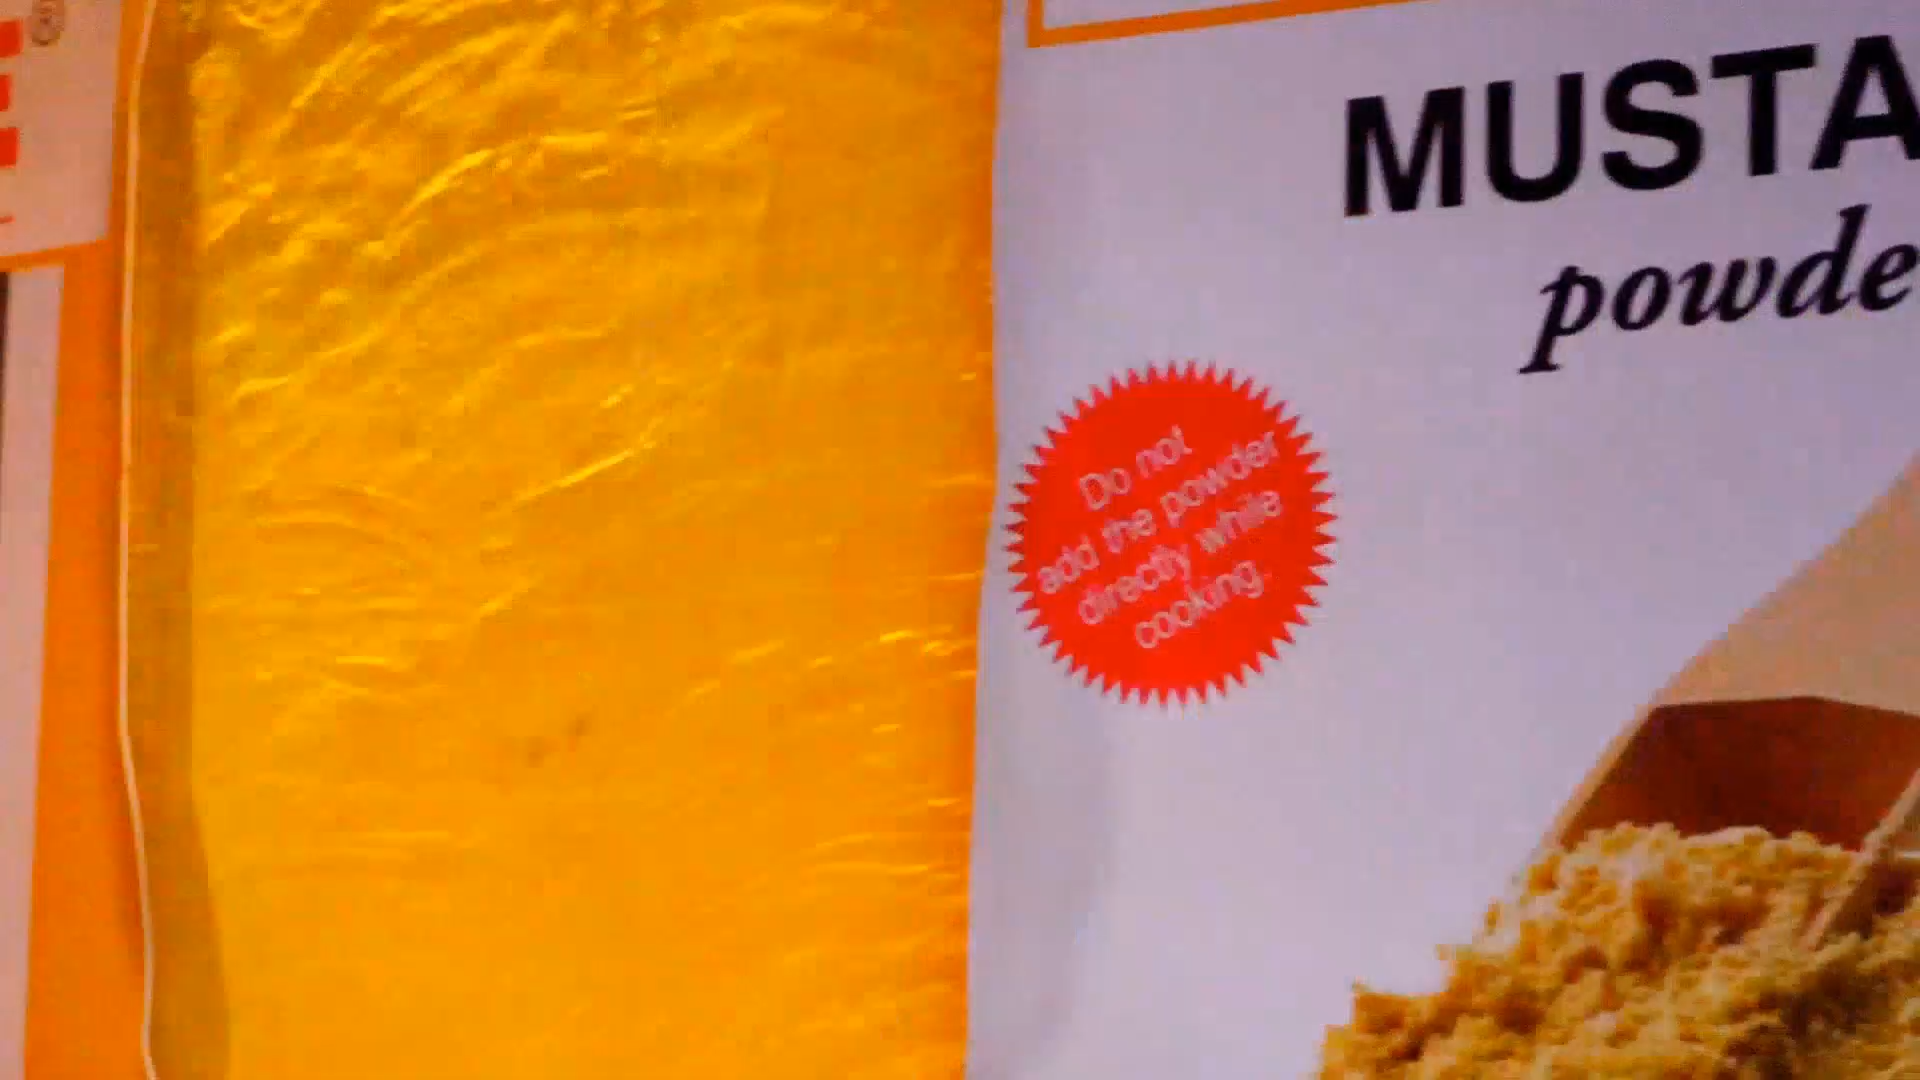 ®
MUSTA
powde
Do not
add the powder
directly while
cooking.